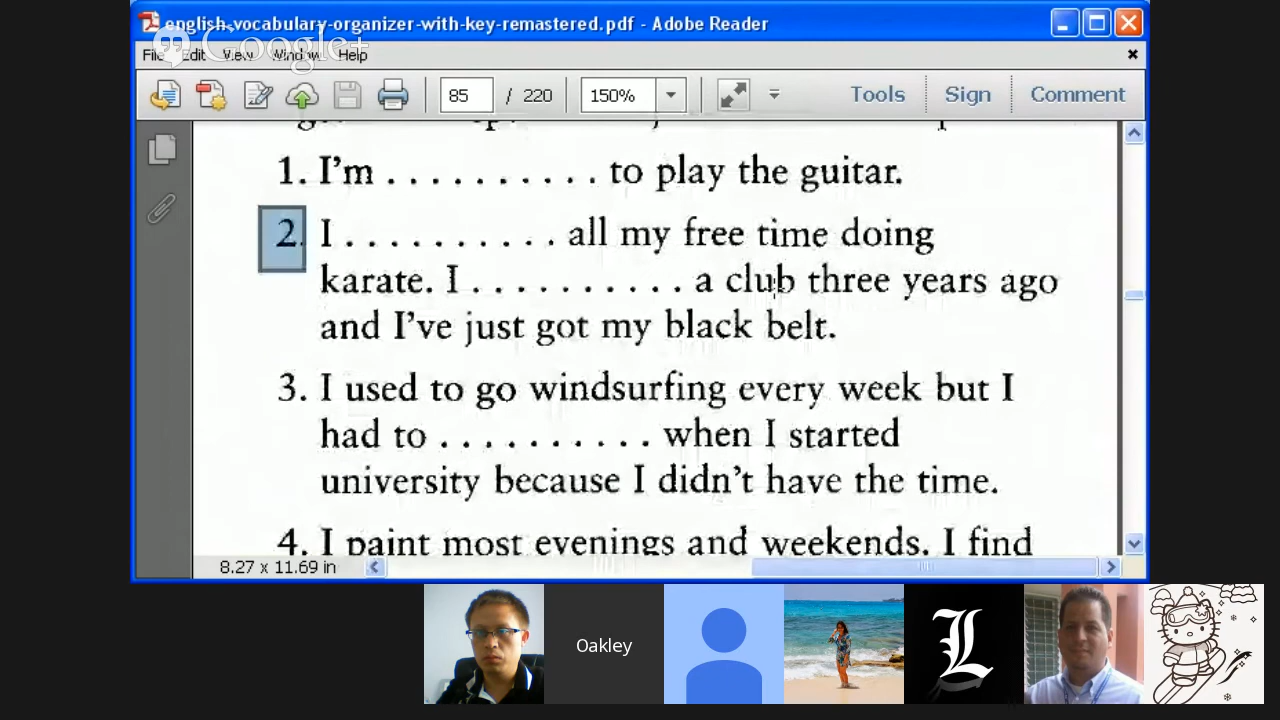 english-vocabulary-organizer-with-key-remastered.pdf - Adobe Reader
Google+
File Edit View Window Help
85 / 220 150% Tools Sign Comment
1. I'm . . . . . . . . . . to play the guitar.
2. I . . . . . . . . . . all my free time doing
karate. I . . . . . . . . . . a club three years ago
and I've just got my black belt.
3. I used to go windsurfing every week but I
had to . . . . . . . . . . when I started
university because I didn't have the time.
4. I paint most evenings and weekends. I find
8.27 x 11.69 in
Oakley
L